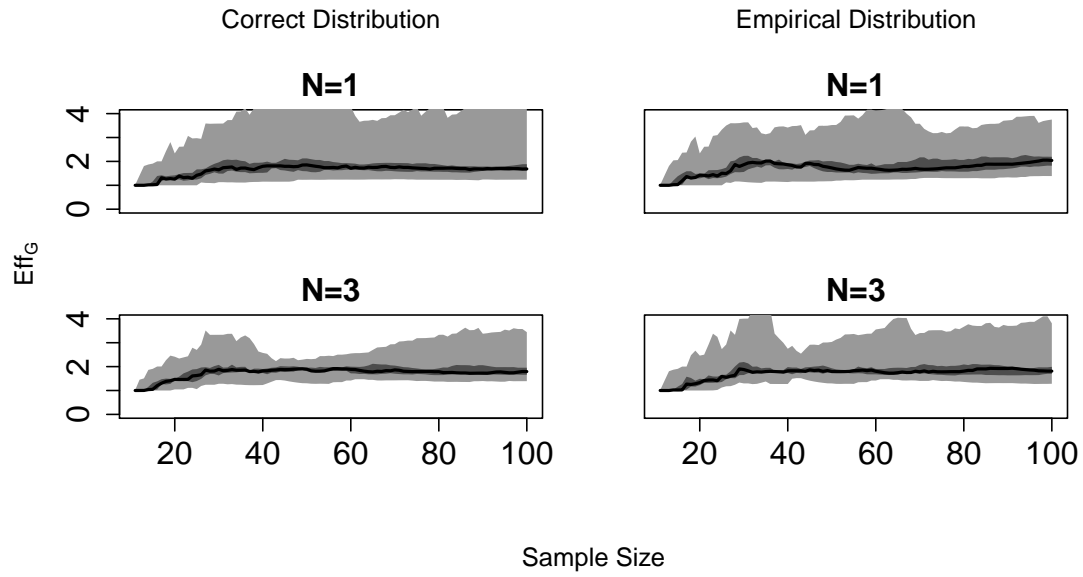 Correct Distribution Empirical Distribution
N=1 N=1
4
2
0
Eff_G
N=3 N=3
4
2
0
20 40 60 80 100 20 40 60 80 100
Sample Size